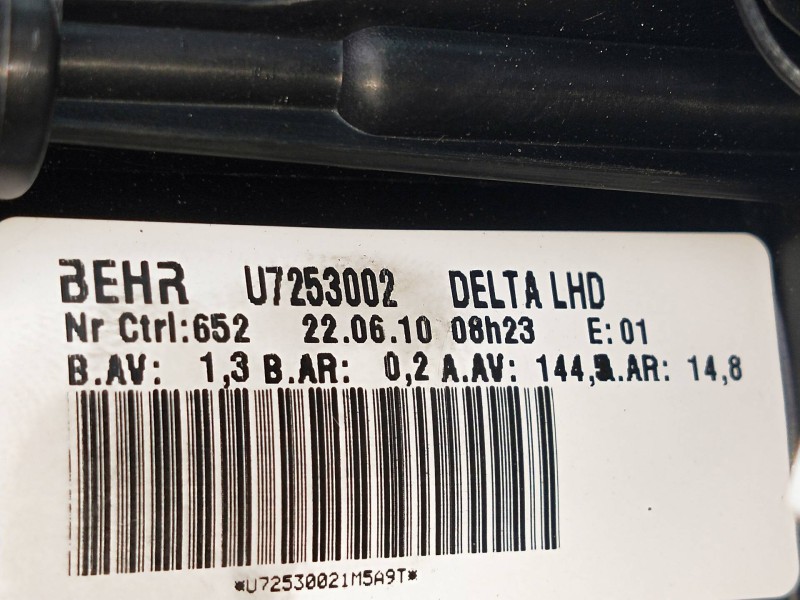 BEHR U7253002 DELTA LHD
Nr Ctrl:652 22.06.10 08h23 E:01
B.AV: 1,3 B.AR: 0,2 A.AV: .AR: 14,8
*U72530021M5A9T*